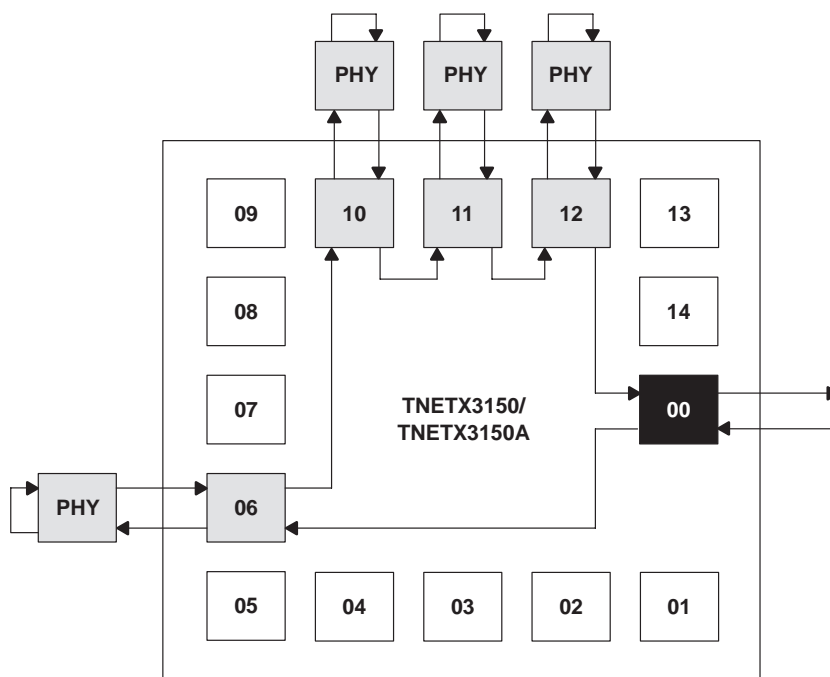 PHY PHY PHY
09 10 11 12 13
08 14
07 TNETX3150/
TNETX3150A 00
PHY 06
05 04 03 02 01